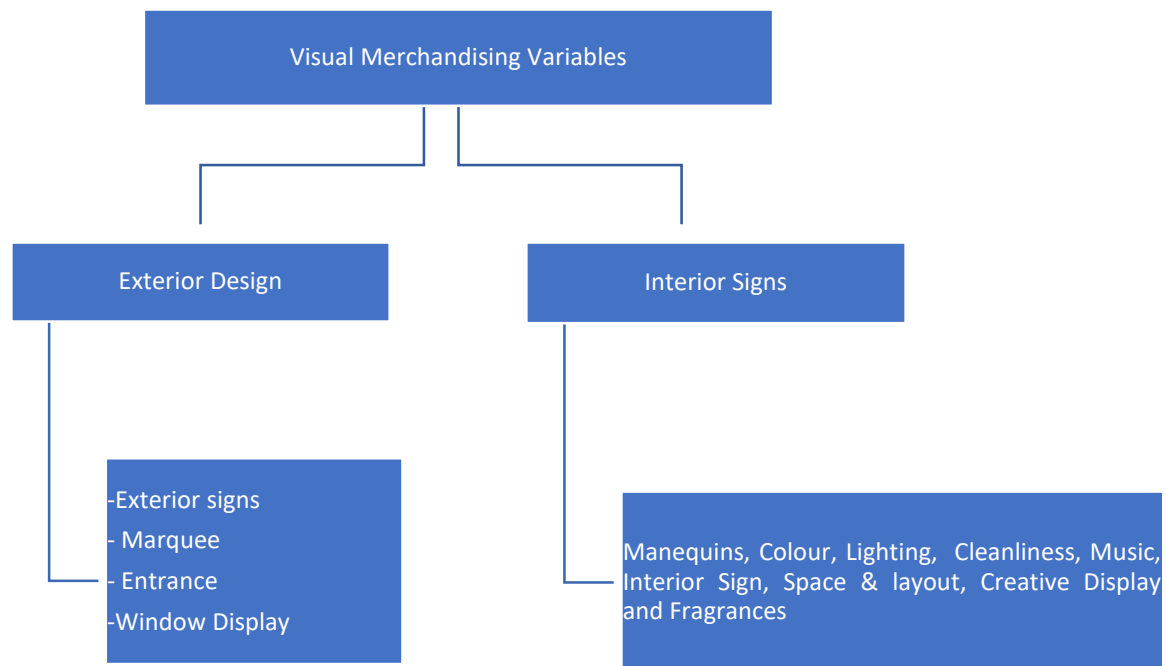 Visual Merchandising Variables
Exterior Design
Interior Signs
-Exterior signs
- Marquee
- Entrance
-Window Display
Manequins, Colour, Lighting, Cleanliness, Music,
Interior Sign, Space & layout, Creative Display
and Fragrances